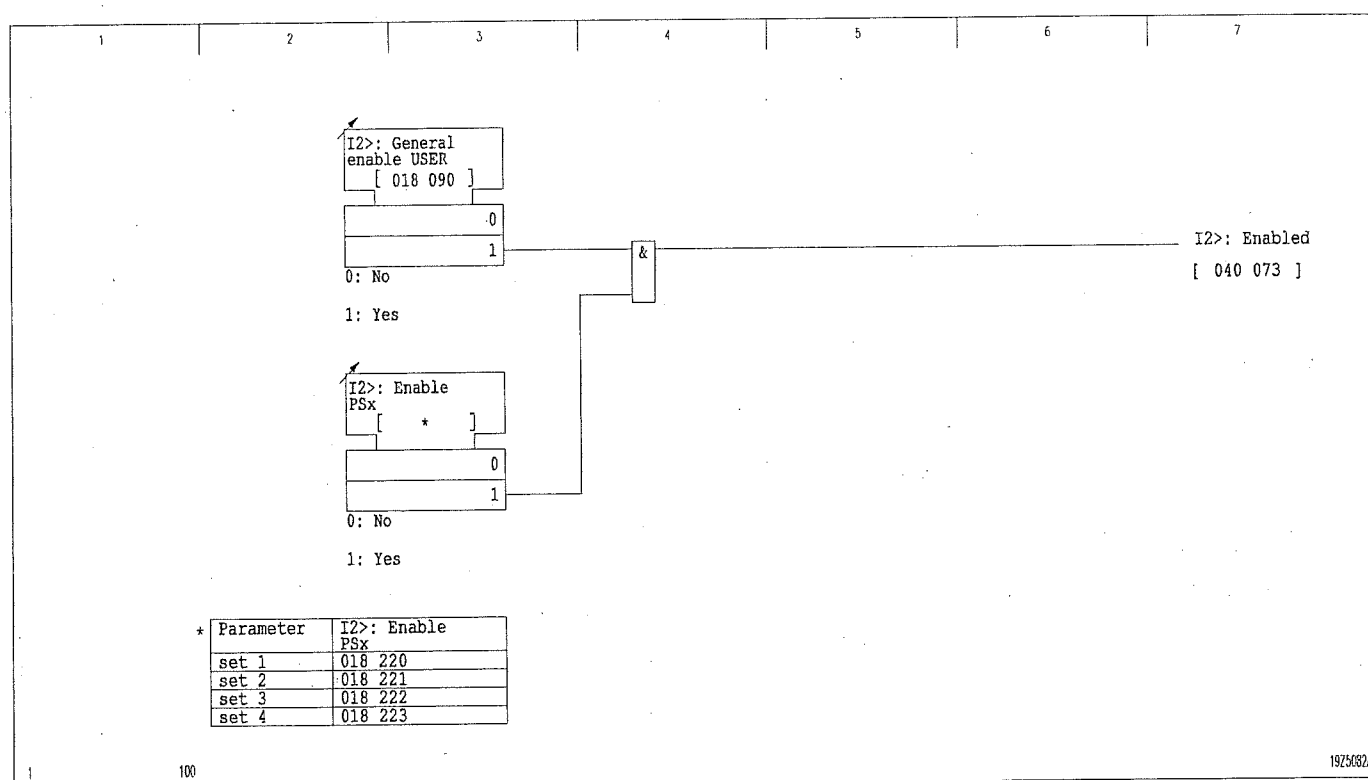 1 2 3 4 5 6 7
I2>: General
enable USER
[ 018 090 ]
0
1
0: No
1: Yes
&
I2>: Enabled
[ 040 073 ]
I2>: Enable
PSx
[ * ]
0
1
0: No
1: Yes
* Parameter I2>: Enable
PSx
set 1 018 220
set 2 018 221
set 3 018 222
set 4 018 223
1 100